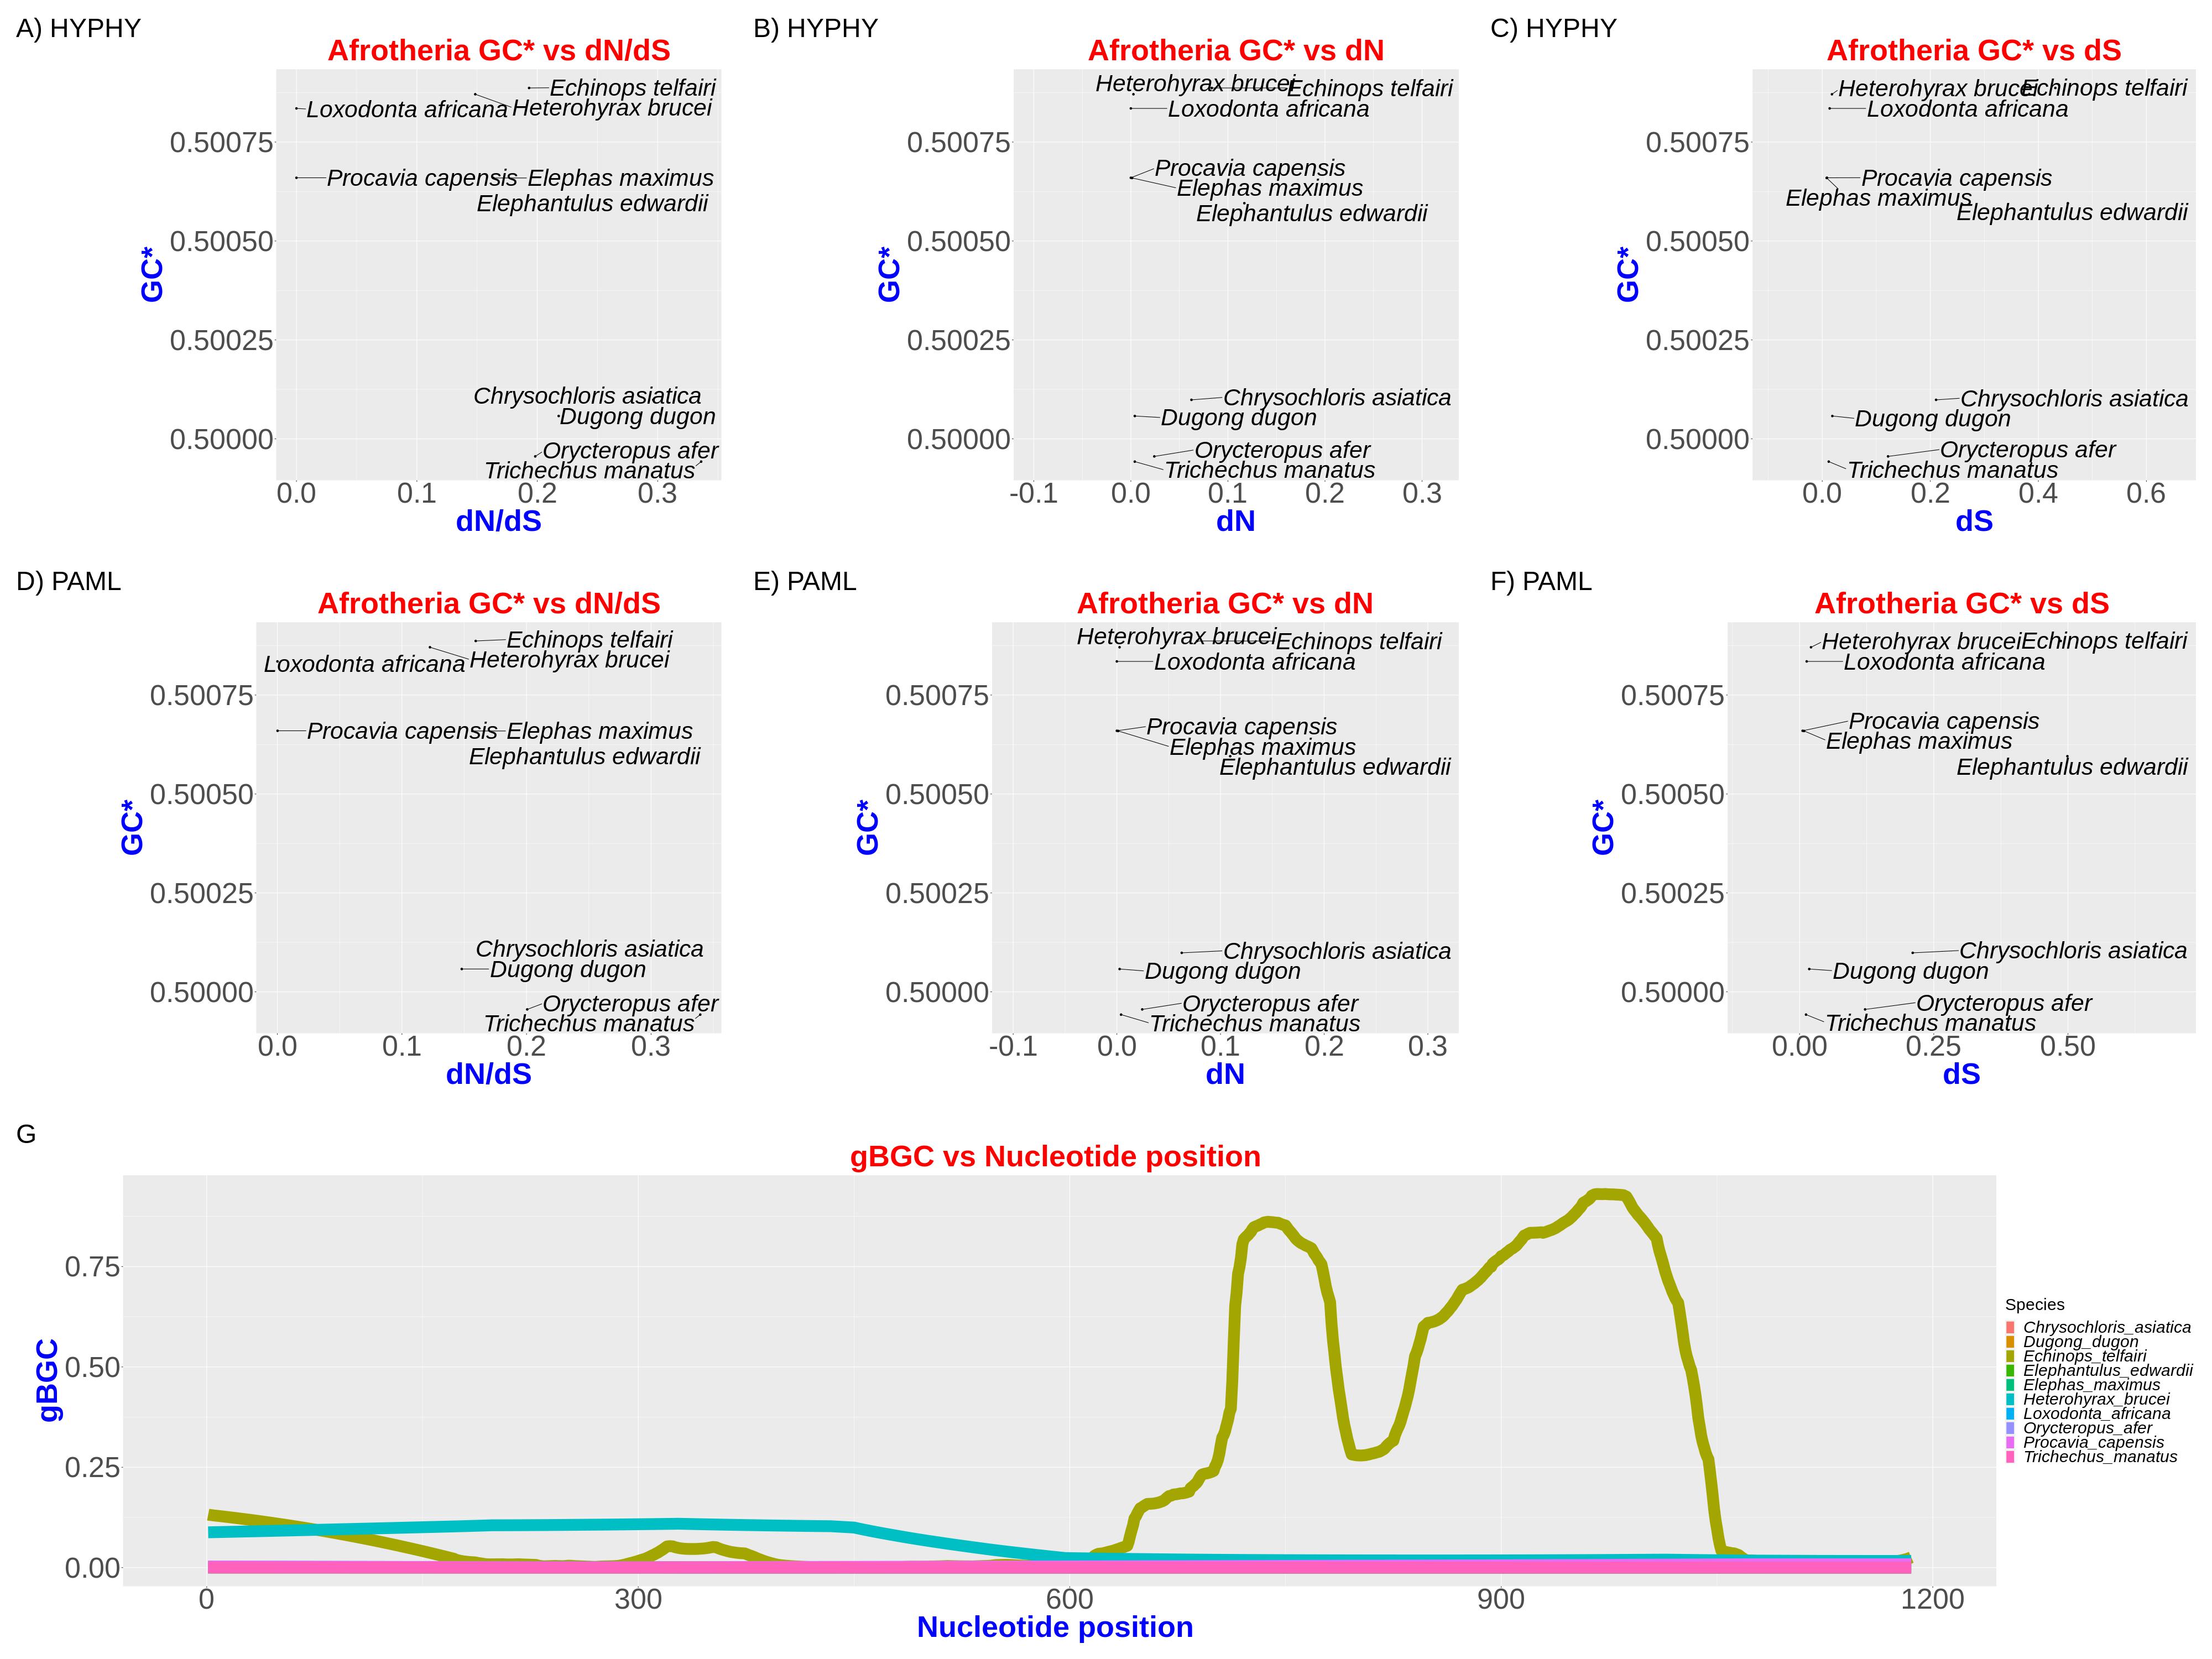 A) HYPHY
Afrotheria GC* vs dN/dS
Echinops telfairi
Loxodonta africana
Heterohyrax brucei
0.50075
Procavia capensis
Elephas maximus
Elephantulus edwardii
0.50050
GC*
0.50025
Chrysochloris asiatica
Dugong dugon
0.50000
Orycteropus afer
Trichechus manatus
0.0 0.1 0.2 0.3
dN/dS
B) HYPHY
Afrotheria GC* vs dN
Heterohyrax brucei
Echinops telfairi
Loxodonta africana
0.50075
Procavia capensis
Elephas maximus
Elephantulus edwardii
0.50050
GC*
0.50025
Chrysochloris asiatica
Dugong dugon
0.50000
Orycteropus afer
Trichechus manatus
-0.1 0.0 0.1 0.2 0.3
dN
C) HYPHY
Afrotheria GC* vs dS
Heterohyrax brucei
Echinops telfairi
Loxodonta africana
0.50075
Procavia capensis
Elephas maximus
Elephantulus edwardii
0.50050
GC*
0.50025
Chrysochloris asiatica
Dugong dugon
0.50000
Orycteropus afer
Trichechus manatus
0.0 0.2 0.4 0.6
dS
D) PAML
Afrotheria GC* vs dN/dS
Echinops telfairi
Loxodonta africana
Heterohyrax brucei
0.50075
Procavia capensis
Elephas maximus
Elephantulus edwardii
0.50050
GC*
0.50025
Chrysochloris asiatica
Dugong dugon
0.50000
Orycteropus afer
Trichechus manatus
0.0 0.1 0.2 0.3
dN/dS
E) PAML
Afrotheria GC* vs dN
Heterohyrax brucei
Echinops telfairi
Loxodonta africana
0.50075
Procavia capensis
Elephas maximus
Elephantulus edwardii
0.50050
GC*
0.50025
Chrysochloris asiatica
Dugong dugon
0.50000
Orycteropus afer
Trichechus manatus
-0.1 0.0 0.1 0.2 0.3
dN
F) PAML
Afrotheria GC* vs dS
Heterohyrax brucei
Echinops telfairi
Loxodonta africana
0.50075
Procavia capensis
Elephas maximus
Elephantulus edwardii
0.50050
GC*
0.50025
Chrysochloris asiatica
Dugong dugon
0.50000
Orycteropus afer
Trichechus manatus
0.00 0.25 0.50
dS
G
gBGC vs Nucleotide position
0.75
0.50
gBGC
0.25
0.00
0 300 600 900 1200
Nucleotide position
Species
Chrysochloris_asiatica
Dugong_dugon
Echinops_telfairi
Elephantulus_edwardii
Elephas_maximus
Heterohyrax_brucei
Loxodonta_africana
Orycteropus_afer
Procavia_capensis
Trichechus_manatus